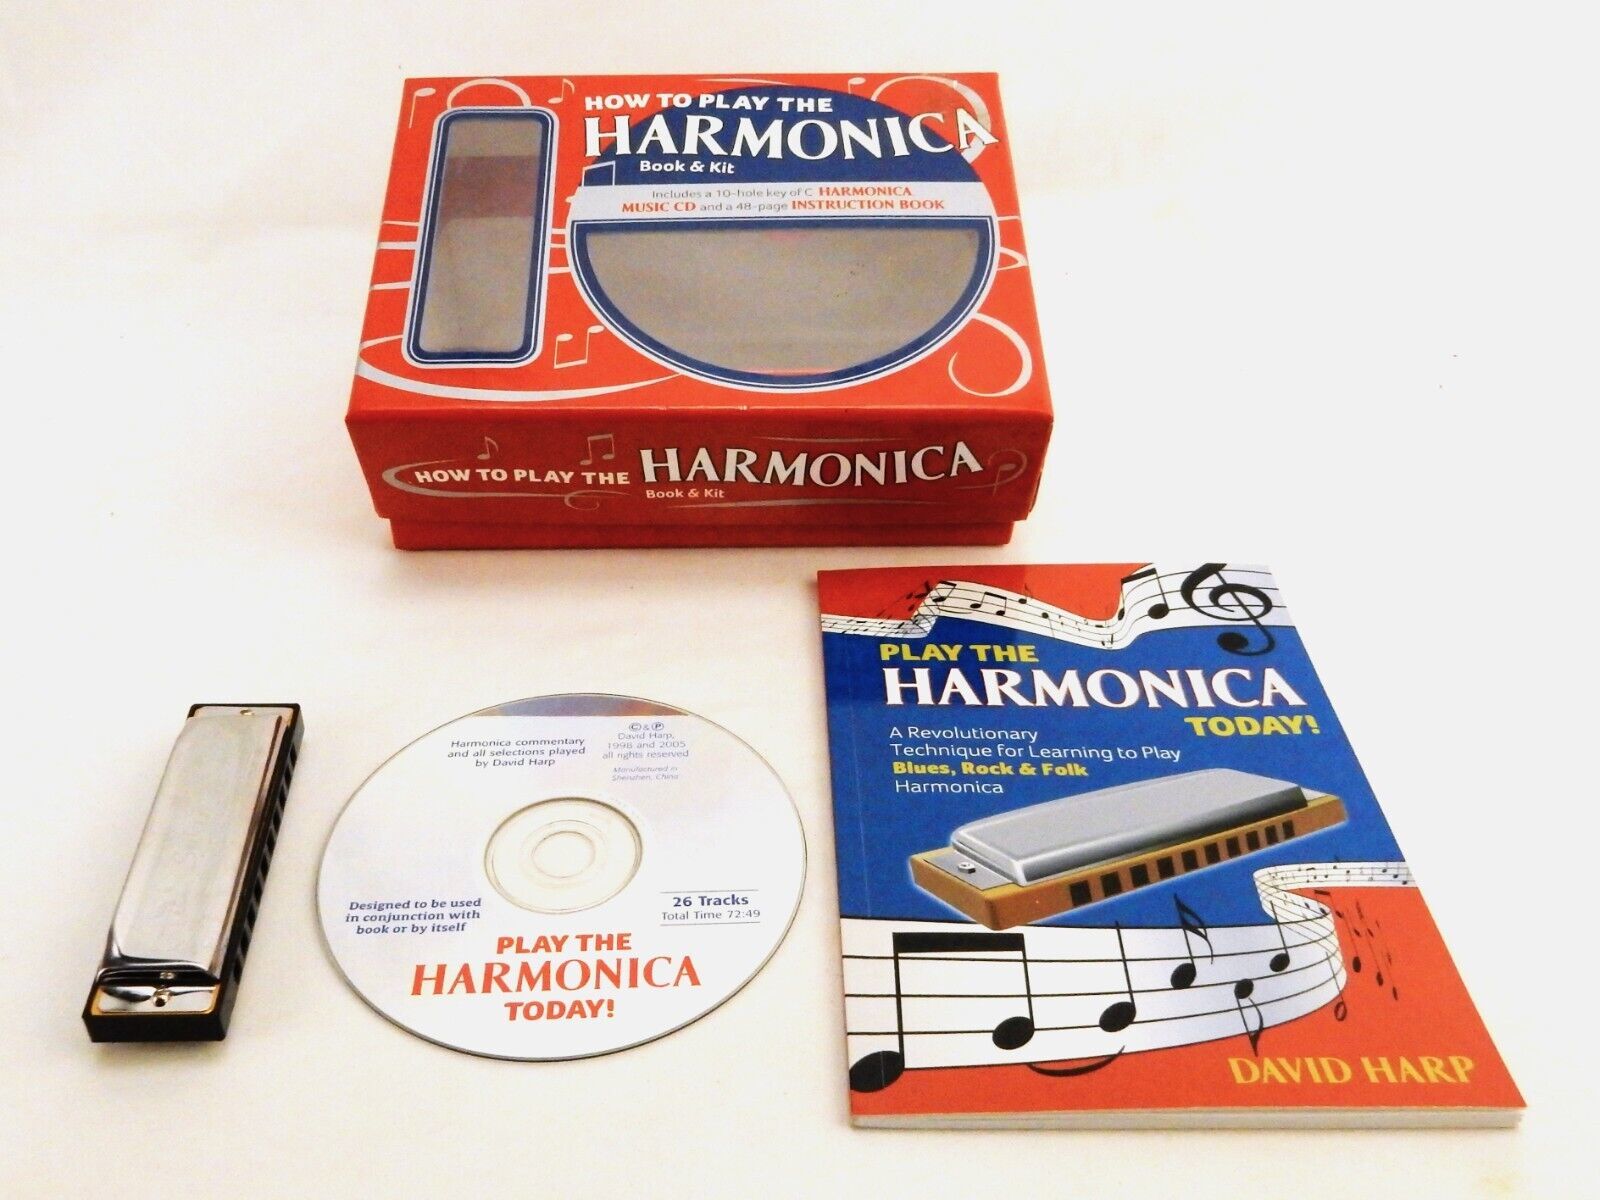 HOW TO PLAY THE
HARMONICA
Book & Kit
Includes a 10-hole key of C HARMONICA
MUSIC CD and a 48-page INSTRUCTION BOOK
HOW TO PLAY THE HARMONICA
Book & Kit
Harmonica commentary
and all selections played
by David Harp
© & ℗
David Harp,
1998 and 2005
all rights reserved
Manufactured in
Shenzhen, China
Designed to be used
in conjunction with
book or by itself
26 Tracks
Total Time 72:49
PLAY THE
HARMONICA
TODAY!
PLAY THE
HARMONICA
TODAY!
A Revolutionary
Technique for Learning to Play
Blues, Rock & Folk
Harmonica
DAVID HARP